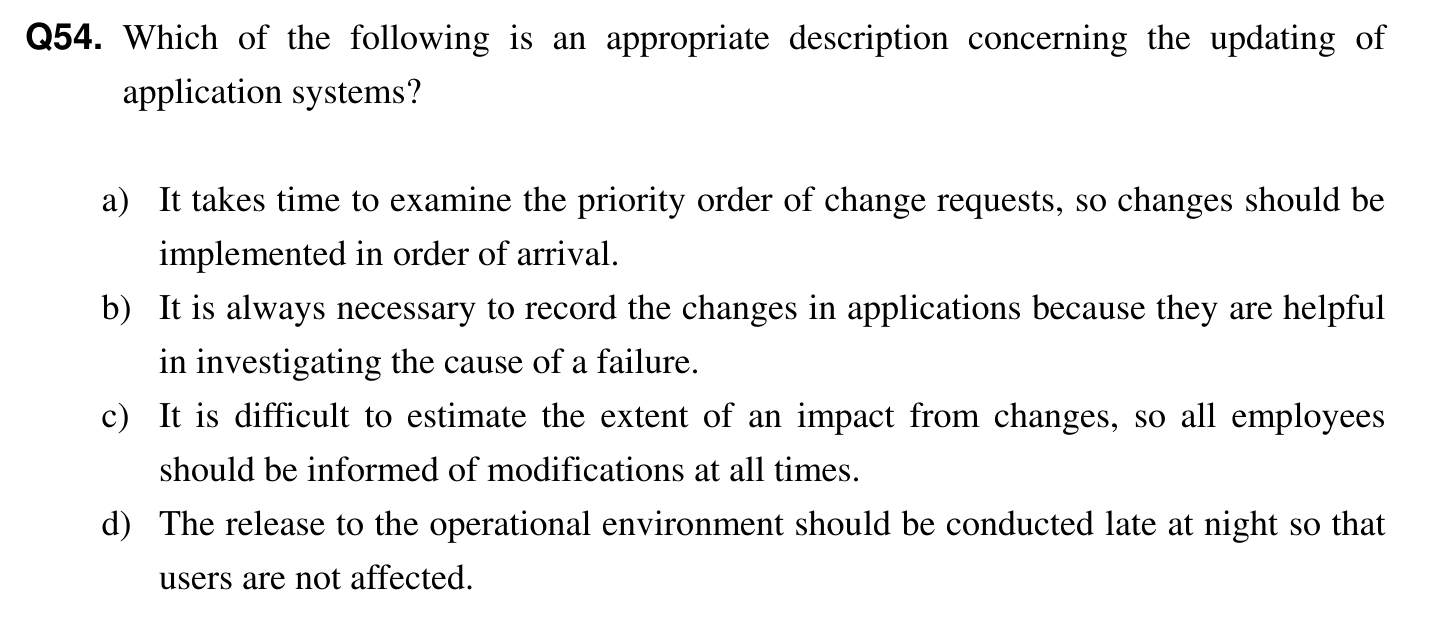 Q54. Which of the following is an appropriate description concerning the updating of
application systems?
a) It takes time to examine the priority order of change requests, so changes should be
implemented in order of arrival.
b) It is always necessary to record the changes in applications because they are helpful
in investigating the cause of a failure.
c) It is difficult to estimate the extent of an impact from changes, so all employees
should be informed of modifications at all times.
d) The release to the operational environment should be conducted late at night so that
users are not affected.